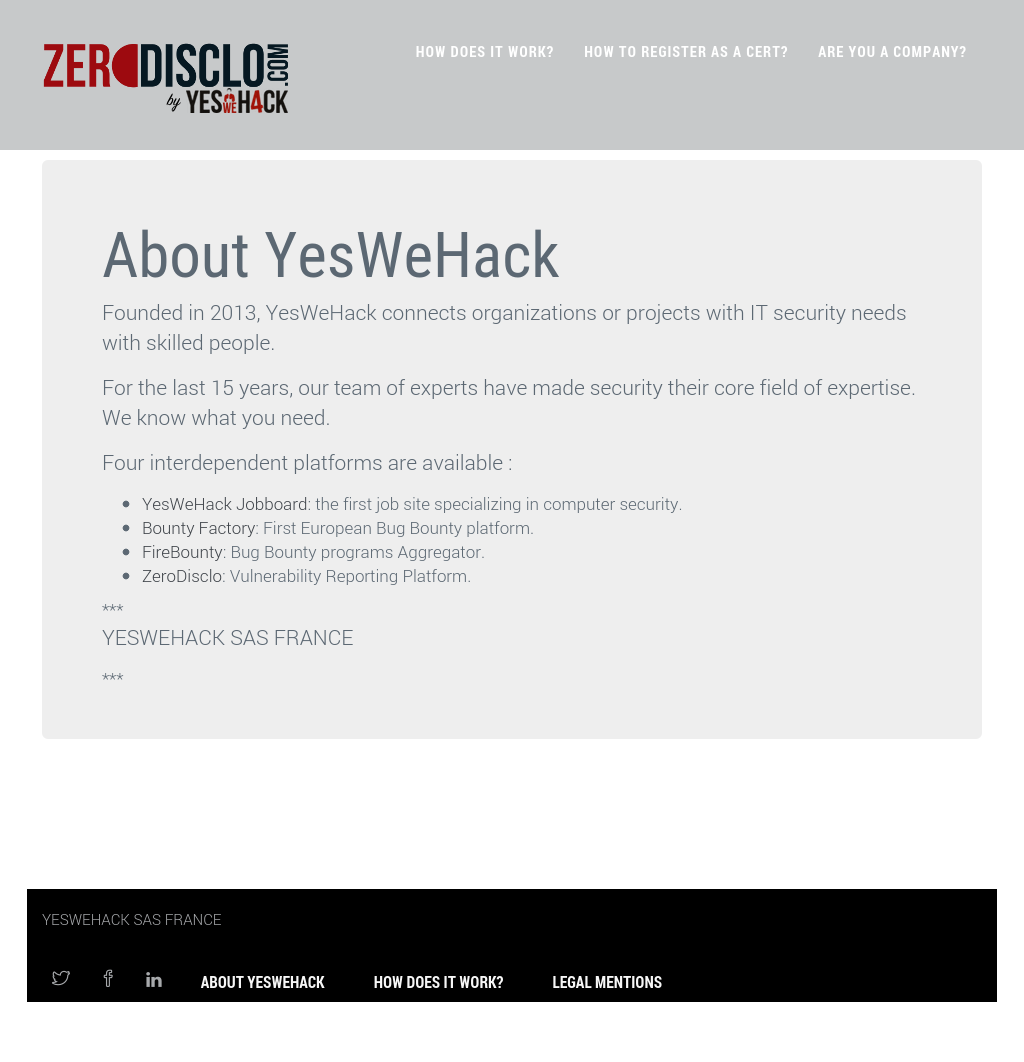 ZERODISCLO.COM
by YESWEH4CK
HOW DOES IT WORK? HOW TO REGISTER AS A CERT? ARE YOU A COMPANY?
About YesWeHack
Founded in 2013, YesWeHack connects organizations or projects with IT security needs
with skilled people.
For the last 15 years, our team of experts have made security their core field of expertise.
We know what you need.
Four interdependent platforms are available :
• YesWeHack Jobboard: the first job site specializing in computer security.
• Bounty Factory: First European Bug Bounty platform.
• FireBounty: Bug Bounty programs Aggregator.
• ZeroDisclo: Vulnerability Reporting Platform.
***
YESWEHACK SAS FRANCE
***
YESWEHACK SAS FRANCE
ABOUT YESWEHACK HOW DOES IT WORK? LEGAL MENTIONS